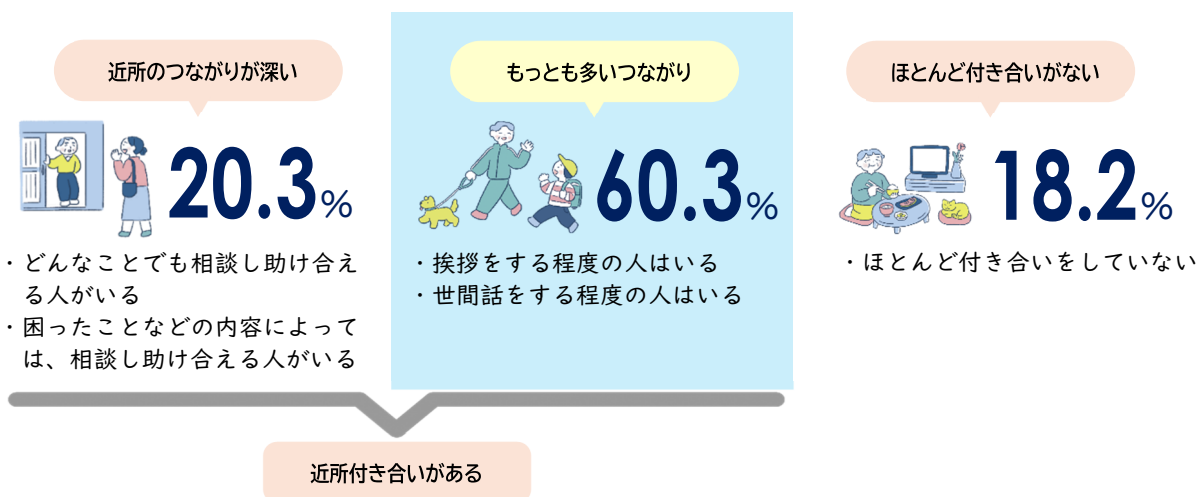 近所のつながりが深い
20.3%
・どんなことでも相談し助け合え
る人がいる
・困ったことなどの内容によって
は、相談し助け合える人がいる
もっとも多いつながり
60.3%
・挨拶をする程度の人はいる
・世間話をする程度の人はいる
ほとんど付き合いがない
18.2%
・ほとんど付き合いをしていない
近所付き合いがある